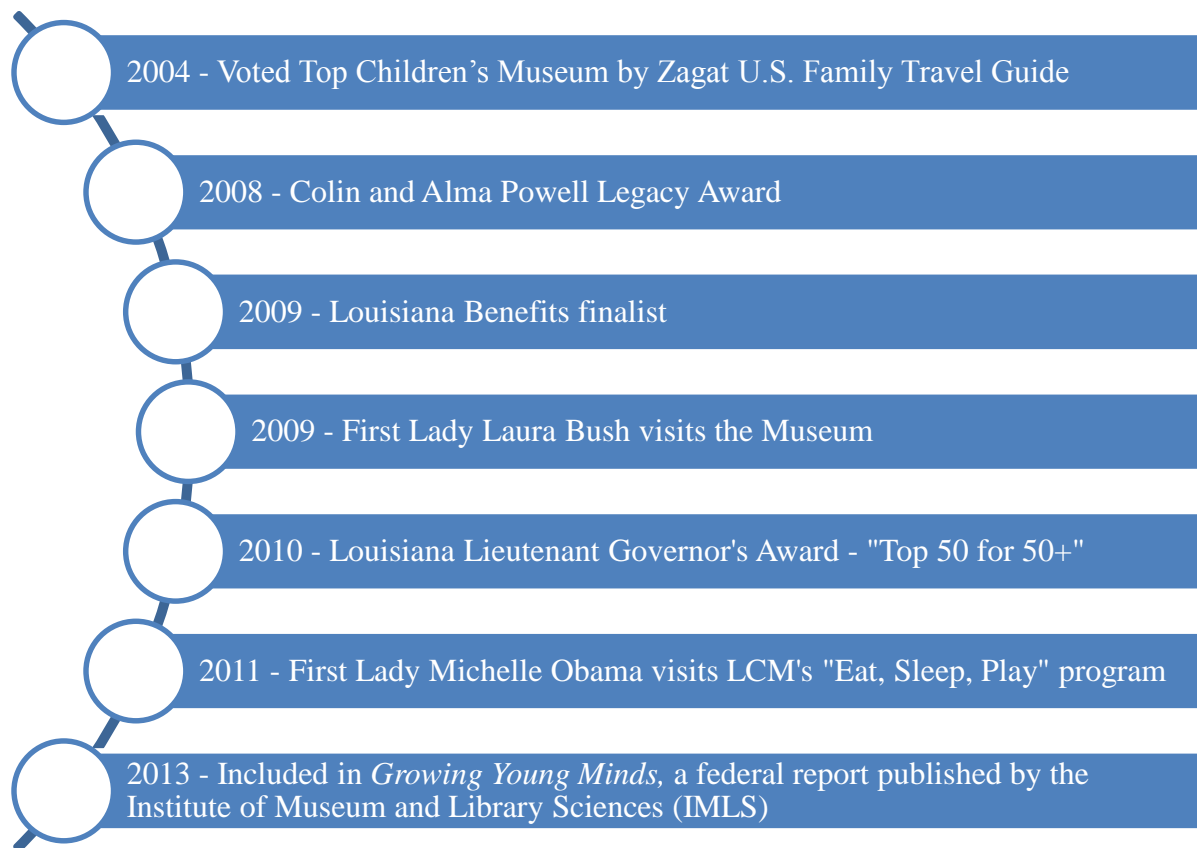 2004 - Voted Top Children’s Museum by Zagat U.S. Family Travel Guide
2008 - Colin and Alma Powell Legacy Award
2009 - Louisiana Benefits finalist
2009 - First Lady Laura Bush visits the Museum
2010 - Louisiana Lieutenant Governor's Award - "Top 50 for 50+"
2011 - First Lady Michelle Obama visits LCM's "Eat, Sleep, Play" program
2013 - Included in Growing Young Minds, a federal report published by the
Institute of Museum and Library Sciences (IMLS)